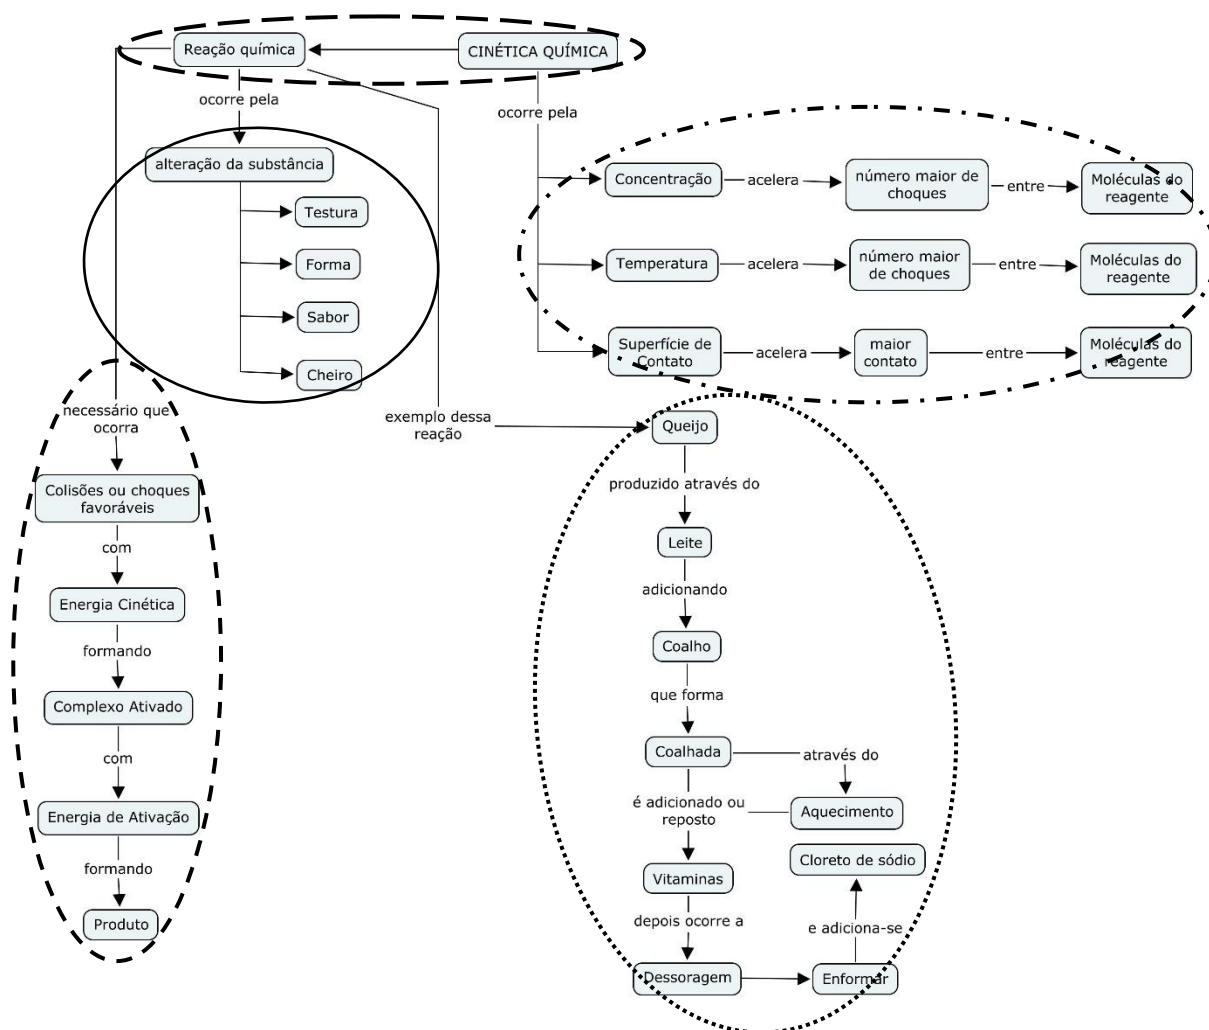 Reação química
CINÉTICA QUÍMICA
ocorre pela
ocorre pela
alteração da substância
Testura
Forma
Sabor
Cheiro
Concentração
acelera
número maior de
choques
entre
Moléculas do
reagente
Temperatura
acelera
número maior
de choques
entre
Moléculas do
reagente
Superfície de
Contato
acelera
maior
contato
entre
Moléculas do
reagente
necessário que
ocorra
Colisões ou choques
favoráveis
com
Energia Cinética
formando
Complexo Ativado
com
Energia de Ativação
formando
Produto
exemplo dessa
reação
Queijo
produzido através do
Leite
adicionando
Coalho
que forma
Coalhada
através do
Aquecimento
é adicionado ou
reposto
Vitaminas
depois ocorre a
Dessoragem
Enformar
e adiciona-se
Cloreto de sódio